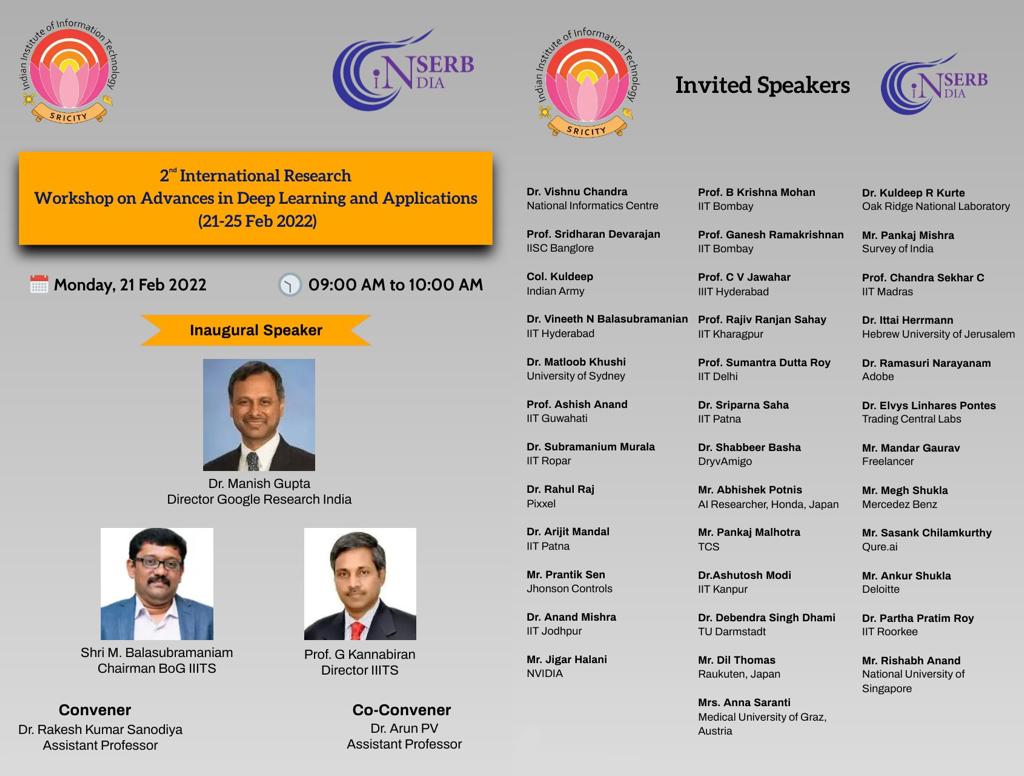 Indian Institute of Information Technology
SRICITY
iNSERB
NDIA
2nd International Research
Workshop on Advances in Deep Learning and Applications
(21-25 Feb 2022)
Monday, 21 Feb 2022
09:00 AM to 10:00 AM
Inaugural Speaker
Dr. Manish Gupta
Director Google Research India
Shri M. Balasubramaniam
Chairman BoG IIITS
Prof. G Kannabiran
Director IIITS
Convener
Dr. Rakesh Kumar Sanodiya
Assistant Professor
Co-Convener
Dr. Arun PV
Assistant Professor
Indian Institute of Information Technology
SRICITY
Invited Speakers
iNSERB
NDIA
Dr. Vishnu Chandra
National Informatics Centre
Prof. Sridharan Devarajan
IISC Banglore
Col. Kuldeep
Indian Army
Dr. Vineeth N Balasubramanian
IIT Hyderabad
Dr. Matloob Khushi
University of Sydney
Prof. Ashish Anand
IIT Guwahati
Dr. Subramanium Murala
IIT Ropar
Dr. Rahul Raj
Pixxel
Dr. Arijit Mandal
IIT Patna
Mr. Prantik Sen
Jhonson Controls
Dr. Anand Mishra
IIT Jodhpur
Mr. Jigar Halani
NVIDIA
Prof. B Krishna Mohan
IIT Bombay
Prof. Ganesh Ramakrishnan
IIT Bombay
Prof. C V Jawahar
IIIT Hyderabad
Prof. Rajiv Ranjan Sahay
IIT Kharagpur
Prof. Sumantra Dutta Roy
IIT Delhi
Dr. Sriparna Saha
IIT Patna
Dr. Shabbeer Basha
DryvAmigo
Mr. Abhishek Potnis
AI Researcher, Honda, Japan
Mr. Pankaj Malhotra
TCS
Dr.Ashutosh Modi
IIT Kanpur
Dr. Debendra Singh Dhami
TU Darmstadt
Mr. Dil Thomas
Raukuten, Japan
Mrs. Anna Saranti
Medical University of Graz,
Austria
Dr. Kuldeep R Kurte
Oak Ridge National Laboratory
Mr. Pankaj Mishra
Survey of India
Prof. Chandra Sekhar C
IIT Madras
Dr. Ittai Herrmann
Hebrew University of Jerusalem
Dr. Ramasuri Narayanam
Adobe
Dr. Elvys Linhares Pontes
Trading Central Labs
Mr. Mandar Gaurav
Freelancer
Mr. Megh Shukla
Mercedez Benz
Mr. Sasank Chilamkurthy
Qure.ai
Mr. Ankur Shukla
Deloitte
Dr. Partha Pratim Roy
IIT Roorkee
Mr. Rishabh Anand
National University of
Singapore